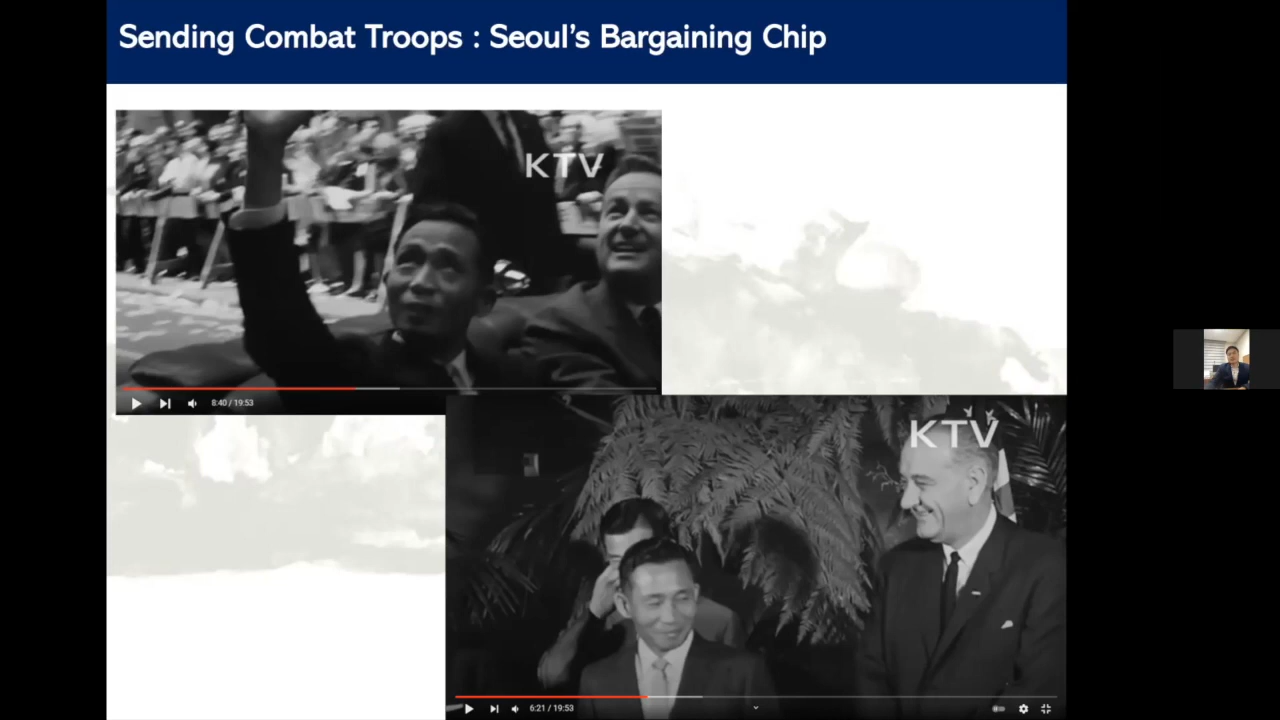 Sending Combat Troops : Seoul's Bargaining Chip
KTV
8:40 / 19:53
KTV
6:21 / 19:53